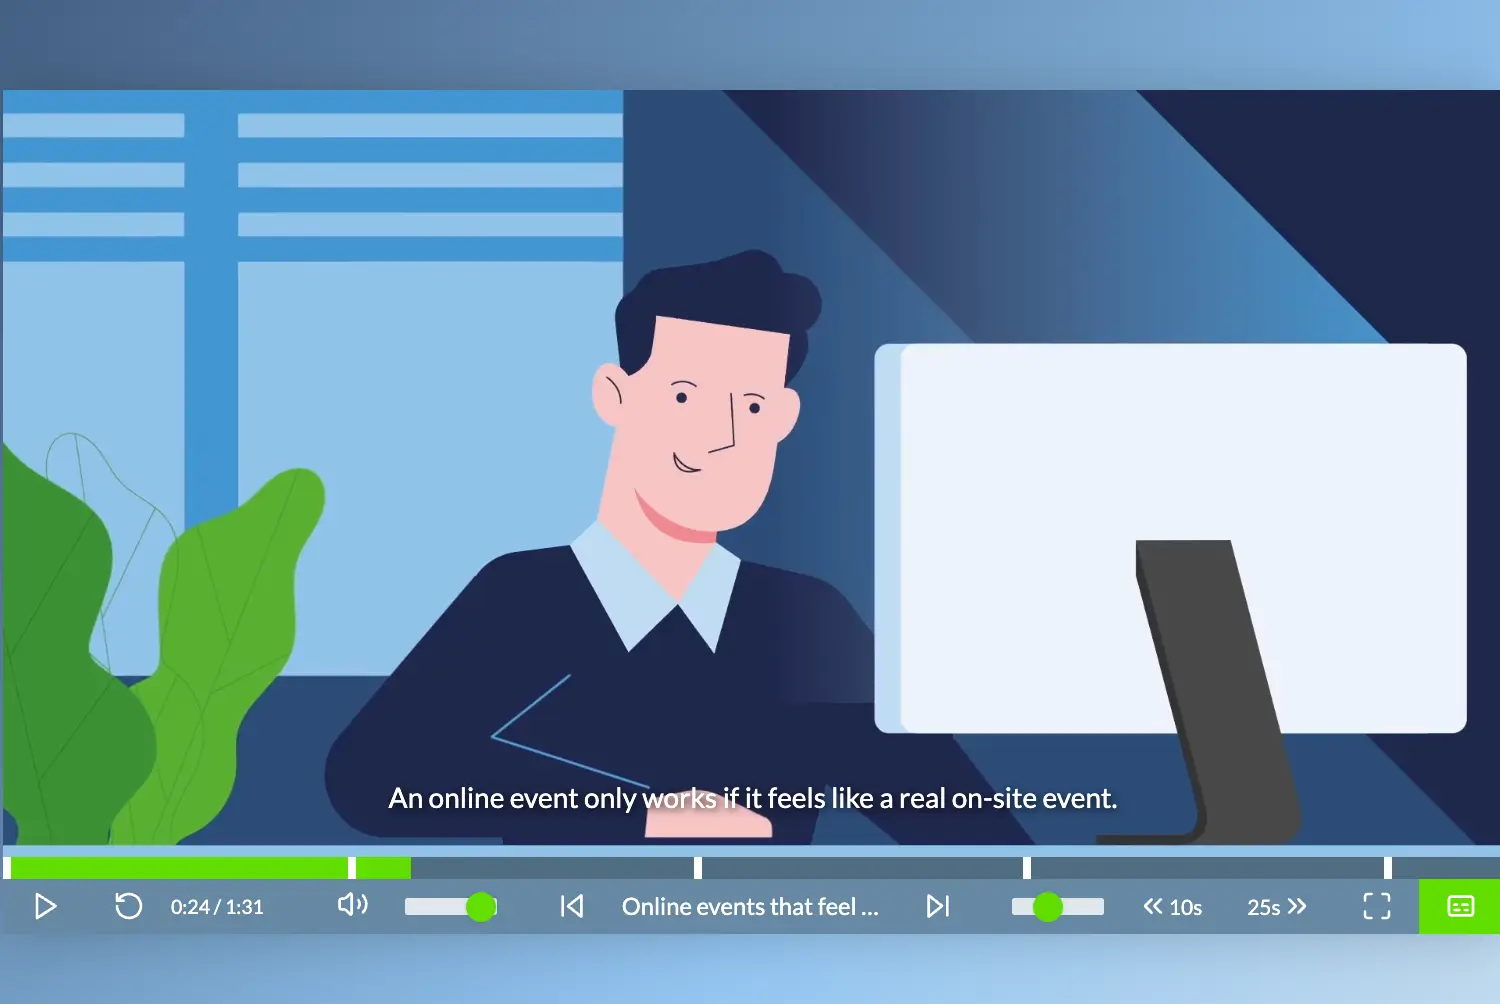 An online event only works if it feels like a real on-site event.
0:24 / 1:31
Online events that feel ...
10s
25s